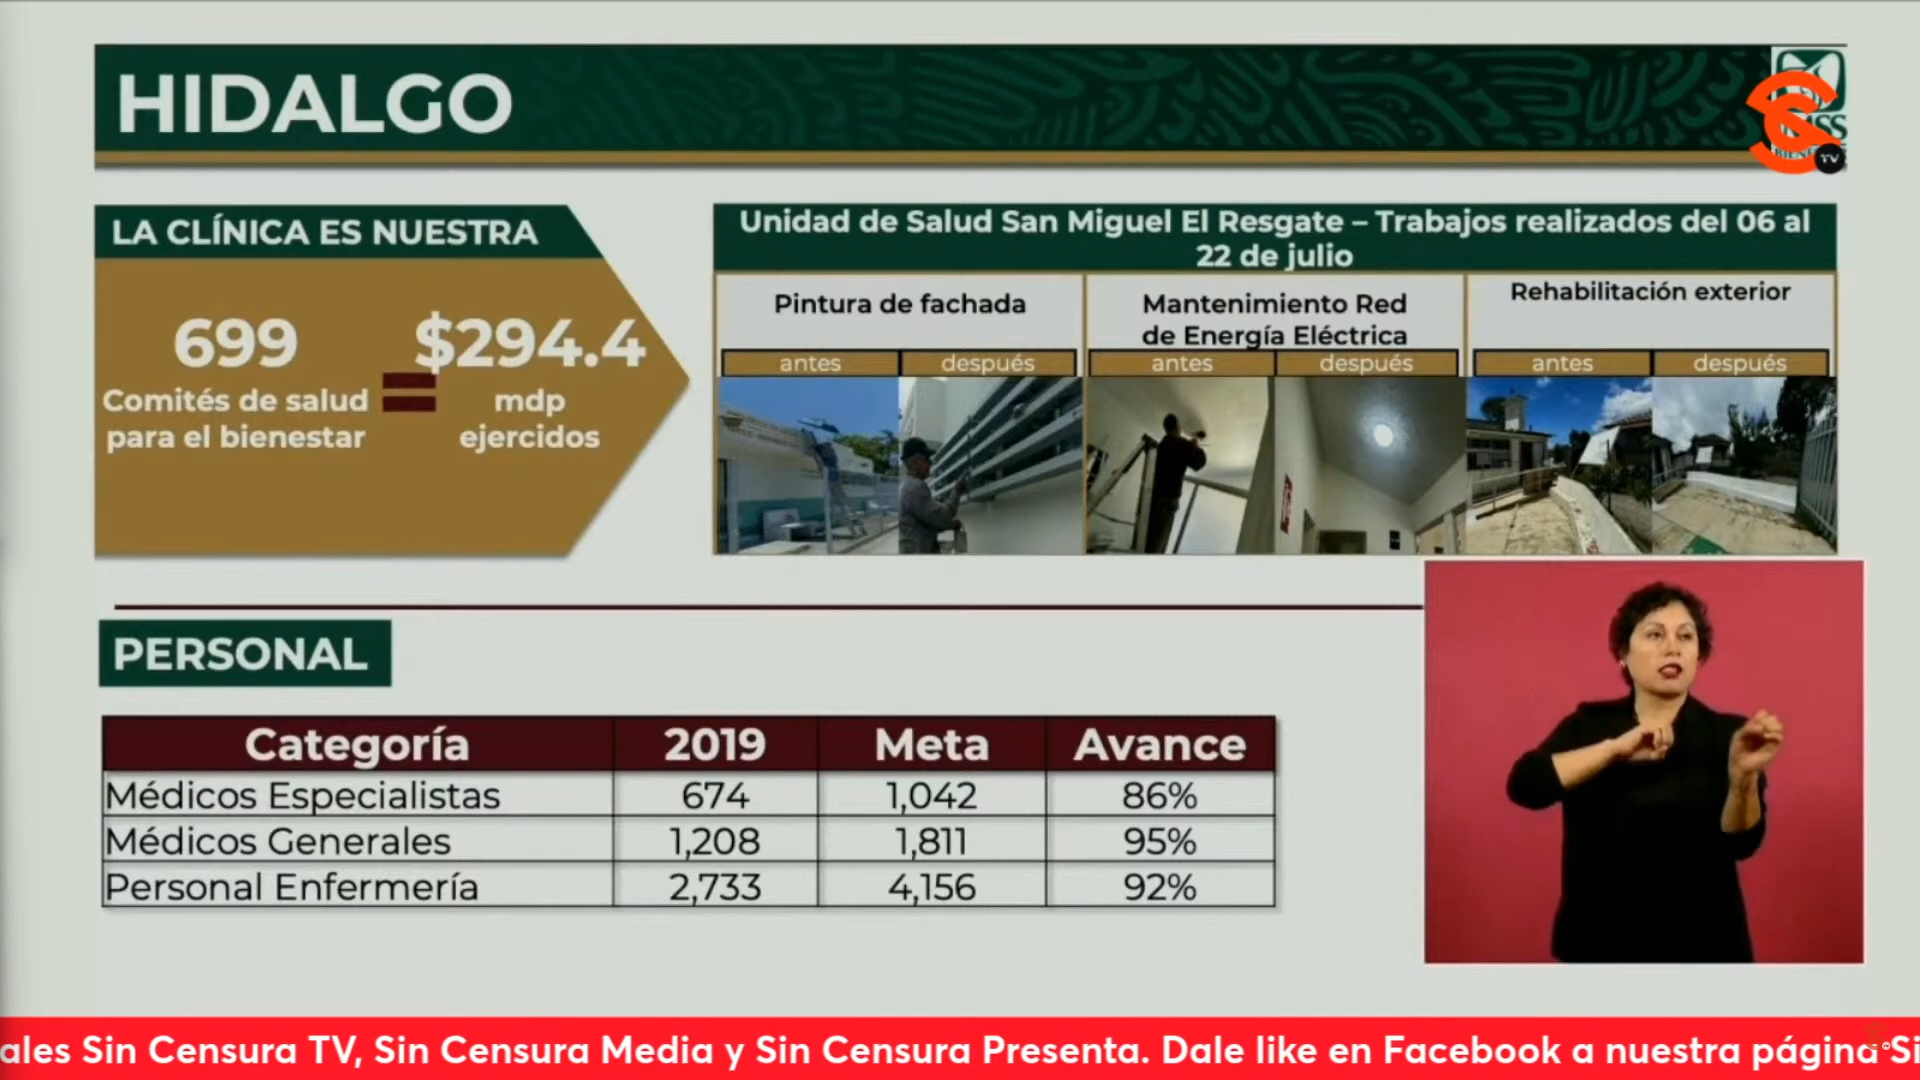 HIDALGO
LA CLÍNICA ES NUESTRA
699
Comités de salud
para el bienestar
=
$294.4
mdp
ejercidos
Unidad de Salud San Miguel El Resgate – Trabajos realizados del 06 al
22 de julio
Pintura de fachada
antes después
Mantenimiento Red
de Energía Eléctrica
antes después
Rehabilitación exterior
antes después
PERSONAL
Categoría 2019 Meta Avance
Médicos Especialistas 674 1,042 86%
Médicos Generales 1,208 1,811 95%
Personal Enfermería 2,733 4,156 92%
TV
ales Sin Censura TV, Sin Censura Media y Sin Censura Presenta. Dale like en Facebook a nuestra página Si